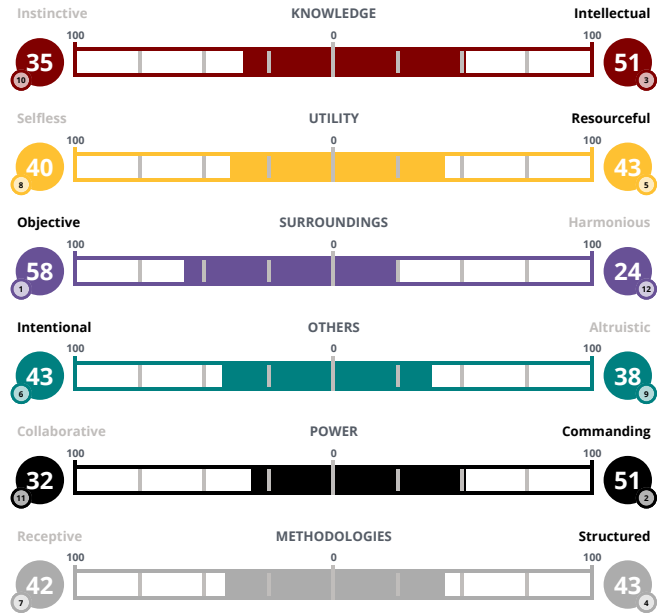 Instinctive KNOWLEDGE Intellectual
100 0 100
35 51
10 3
Selfless UTILITY Resourceful
100 0 100
40 43
8 5
Objective SURROUNDINGS Harmonious
100 0 100
58 24
1 12
Intentional OTHERS Altruistic
100 0 100
43 38
6 9
Collaborative POWER Commanding
100 0 100
32 51
11 2
Receptive METHODOLOGIES Structured
100 0 100
42 43
7 4